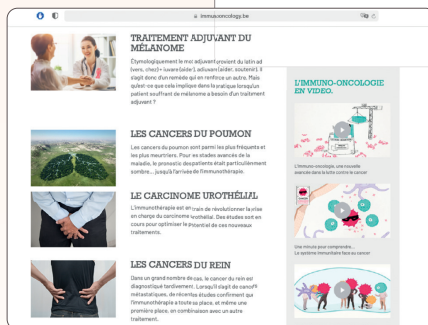 immuno-oncology.be
TRAITEMENT ADJUVANT DU
MÉLANOME
Étymologiquement le mot adjuvant provient du latin ad
(vers, chez) + iuvare (aider), adiuvem (aider, soutenir). Il
s'agit donc d'un remède qui en renforce un autre. Mais
qu'est-ce que cela implique dans la pratique lorsqu'un
patient souffrant de mélanome a besoin d'un traitement
adjuvant ?
LES CANCERS DU POUMON
Les cancers du poumon sont parmi les plus fréquents et
les plus meurtriers. Pour les stades avancés de la
maladie, le pronostic des patients était particulièrement
sombre... jusqu'à l'arrivée de l'immunothérapie.
LE CARCINOME UROTHÉLIAL
L'immunothérapie est en train de révolutionner la prise
en charge du carcinome urothélial. Des études sont en
cours pour optimiser le potentiel de ces nouveaux
traitements.
LES CANCERS DU REIN
Dans un grand nombre de cas, le cancer du rein est
diagnostiqué tardivement. Lorsqu'il s'agit de cancers
métastatiques, de récentes études confirment que
l'immunothérapie a toute sa place, et même une
première place, en combinaison avec un autre
traitement.
L'IMMUNO-ONCOLOGIE
EN VIDEO.
L'immuno-oncologie, une nouvelle
avancée dans la lutte contre le cancer
Une minute pour comprendre...
Le système immunitaire face au cancer